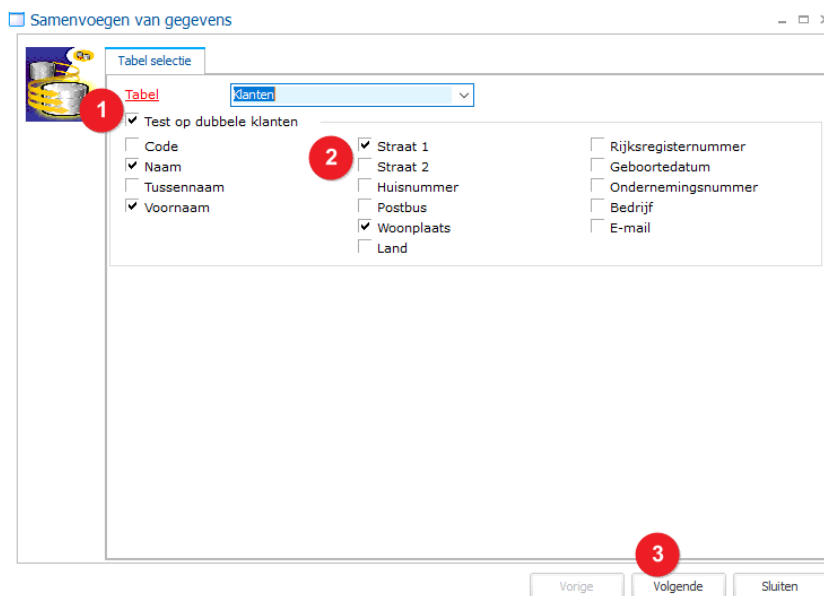 Samenvoegen van gegevens
Tabel selectie
Tabel Klanten
1
Test op dubbele klanten
Code Straat 1 Rijksregisternummer
2
Naam Straat 2 Geboortedatum
Tussennaam Huisnummer Ondernemingsnummer
Voornaam Postbus Bedrijf
Woonplaats E-mail
Land
3
Vorige Volgende Sluiten